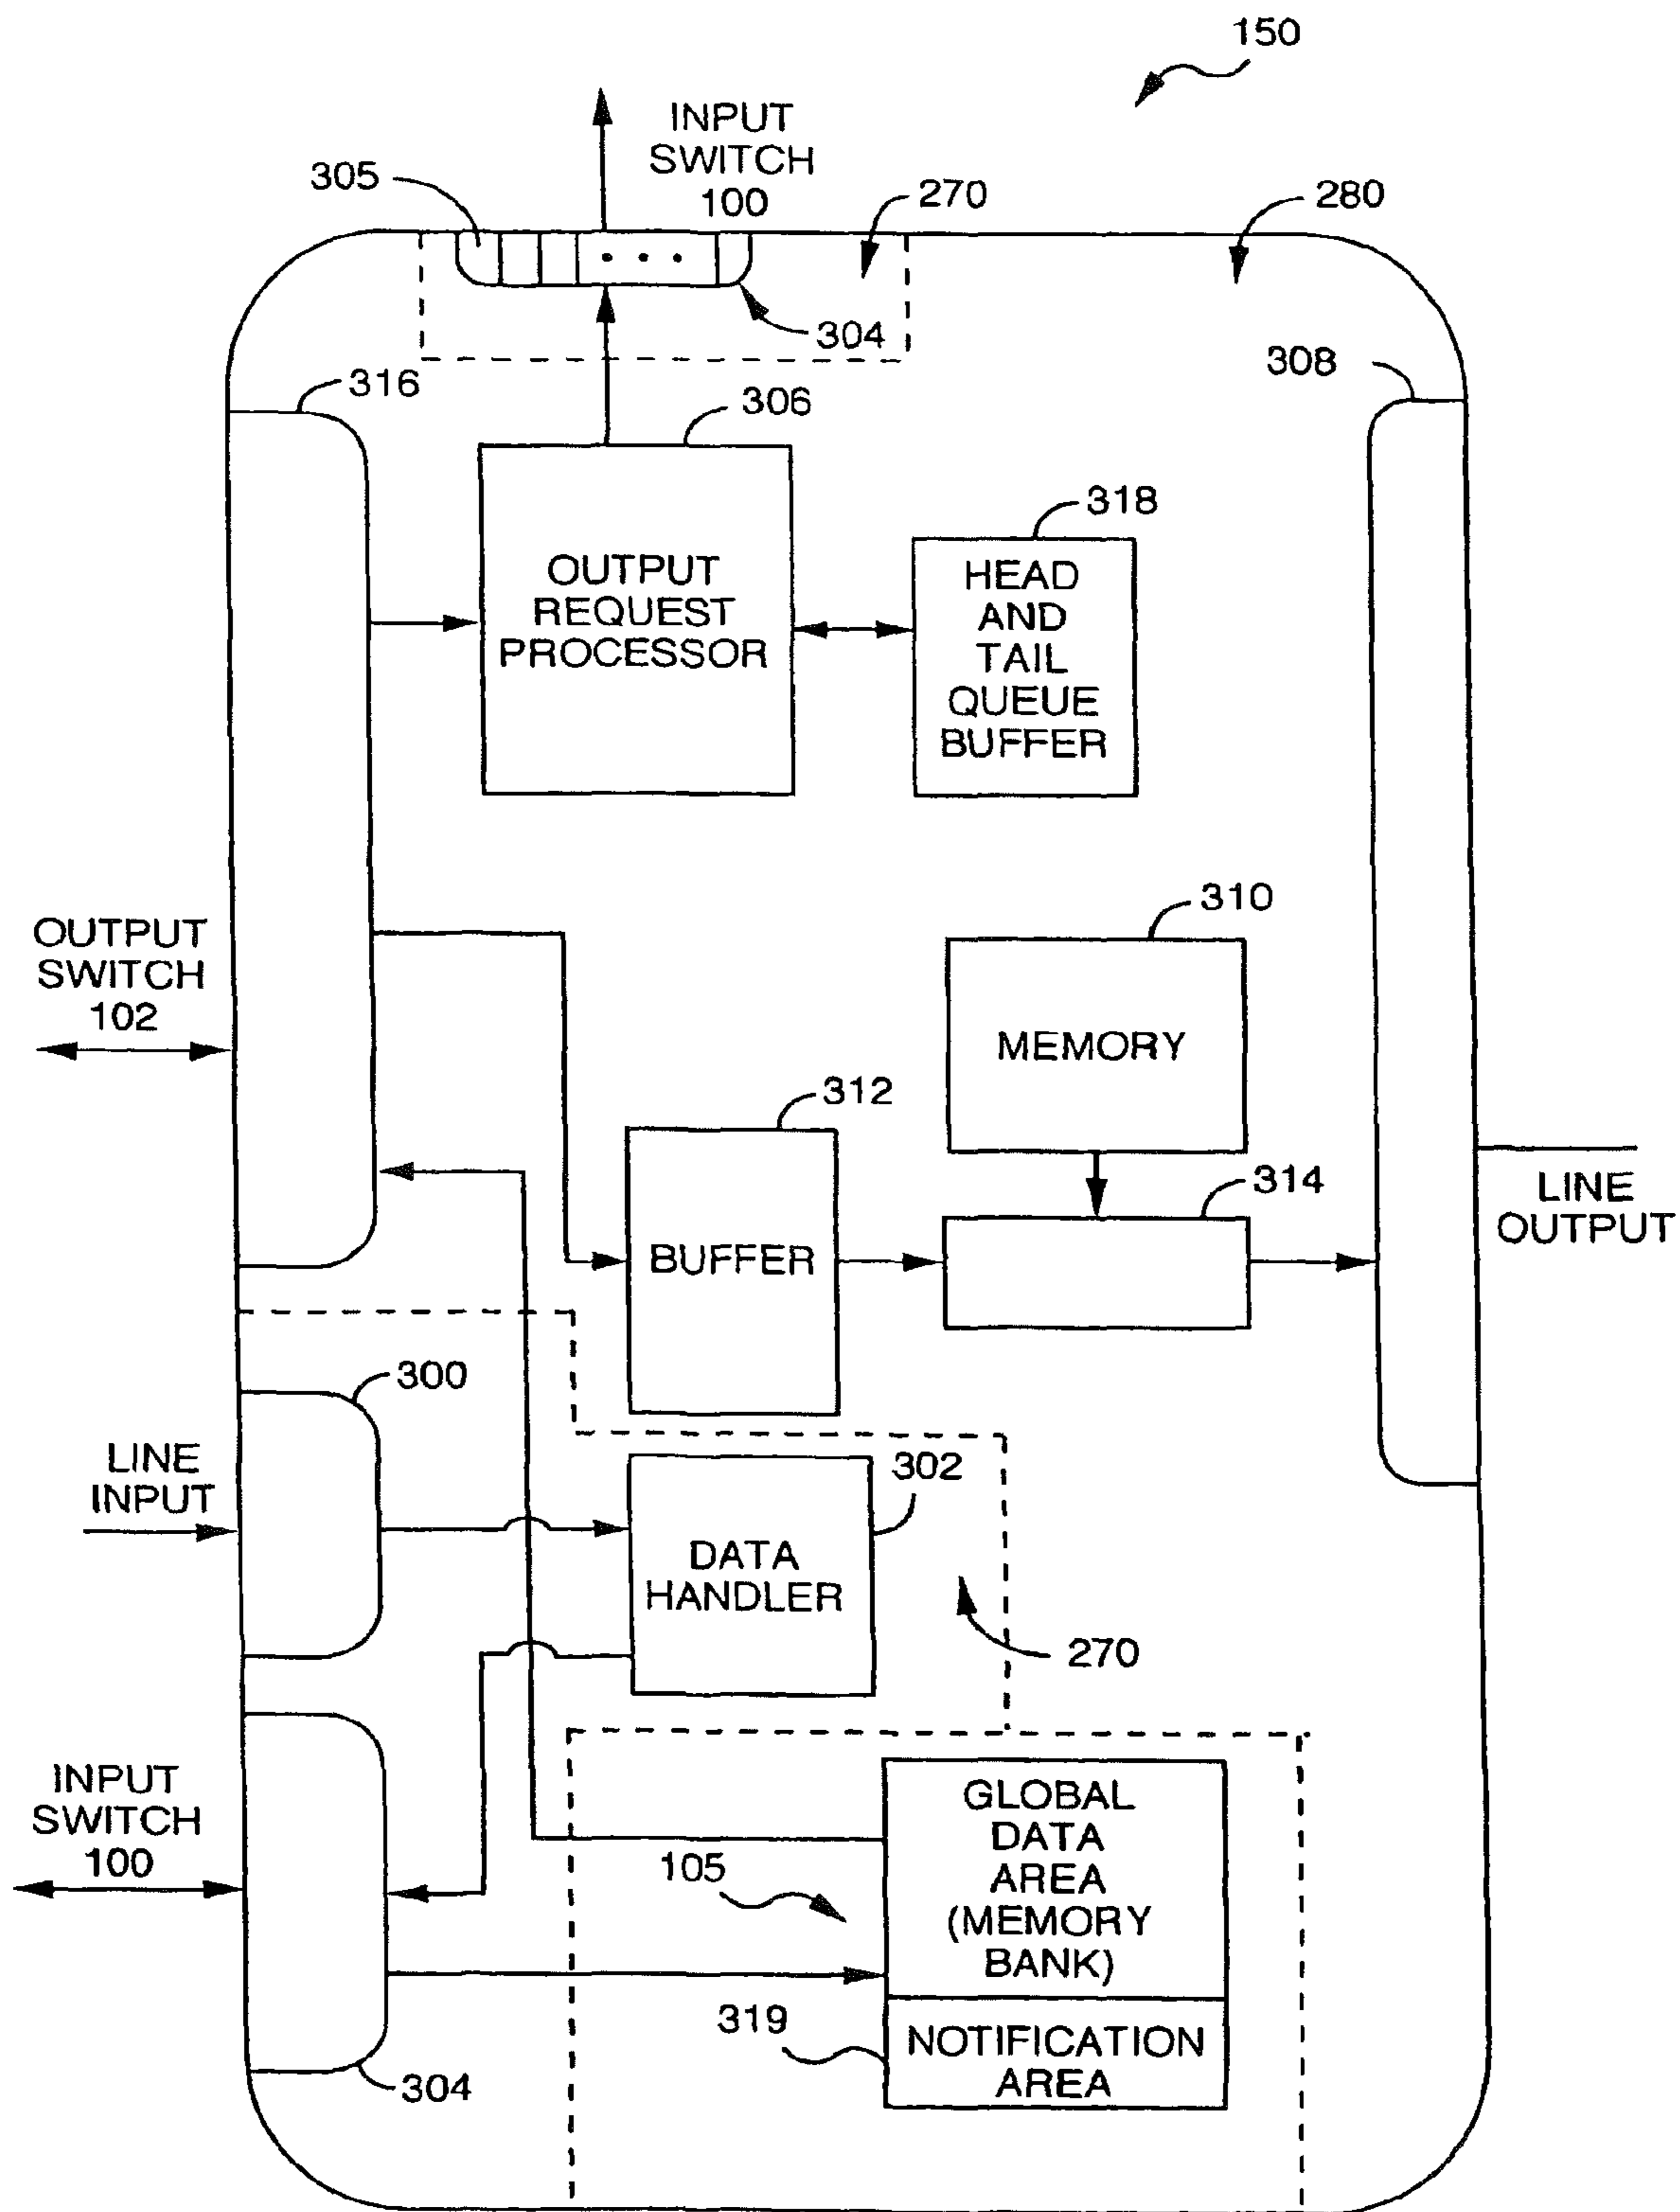 150
INPUT
SWITCH
100
305
270
280
304
316
306
308
318
OUTPUT
REQUEST
PROCESSOR
HEAD
AND
TAIL
QUEUE
BUFFER
310
OUTPUT
SWITCH
102
MEMORY
312
314
LINE
OUTPUT
BUFFER
300
LINE
INPUT
302
DATA
HANDLER
270
INPUT
SWITCH
100
105
GLOBAL
DATA
AREA
(MEMORY
BANK)
319
NOTIFICATION
AREA
304